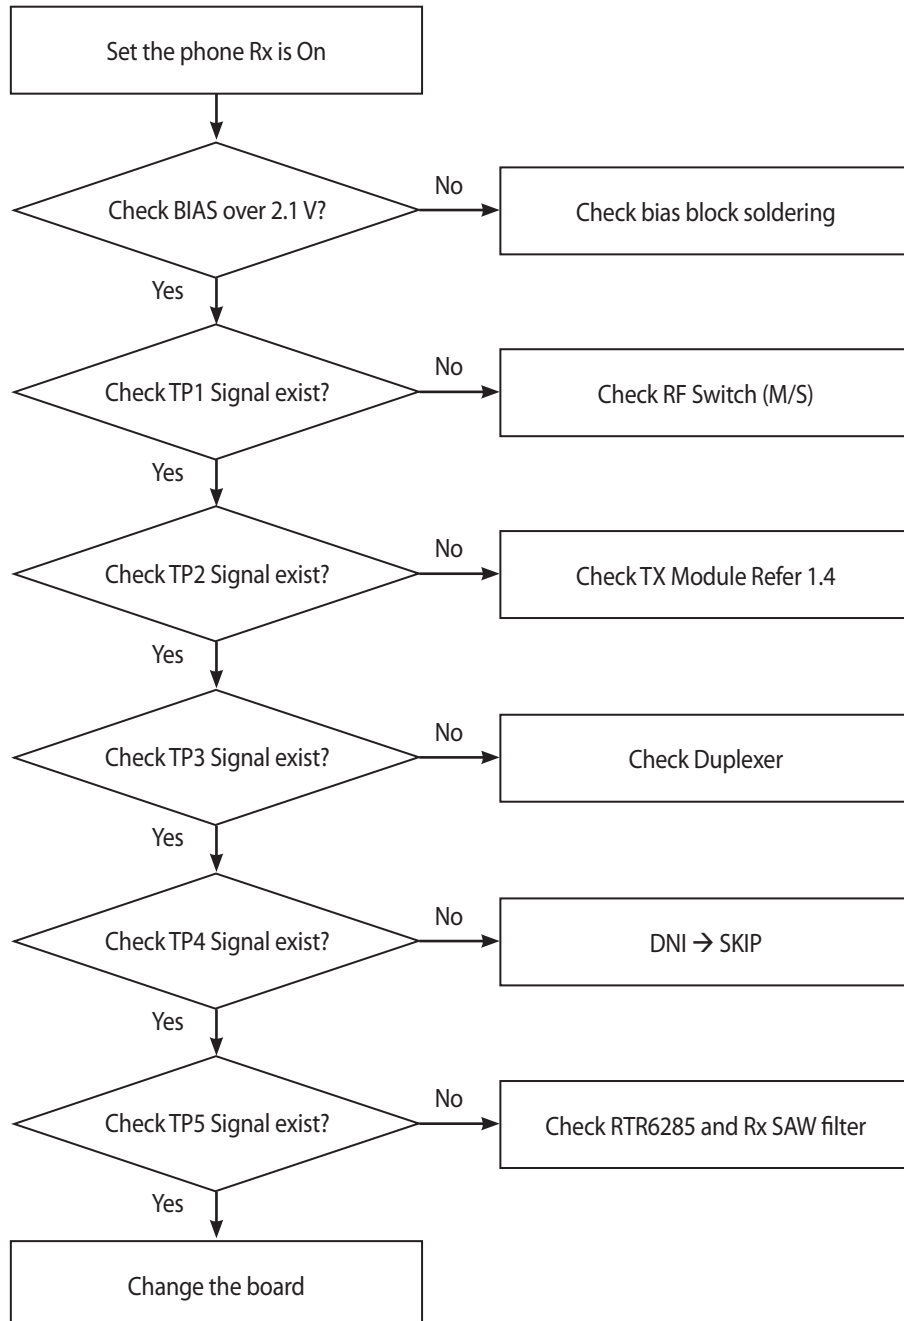 Set the phone Rx is On
Check BIAS over 2.1 V?
No
Check bias block soldering
Yes
Check TP1 Signal exist?
No
Check RF Switch (M/S)
Yes
Check TP2 Signal exist?
No
Check TX Module Refer 1.4
Yes
Check TP3 Signal exist?
No
Check Duplexer
Yes
Check TP4 Signal exist?
No
DNI → SKIP
Yes
Check TP5 Signal exist?
No
Check RTR6285 and Rx SAW filter
Yes
Change the board